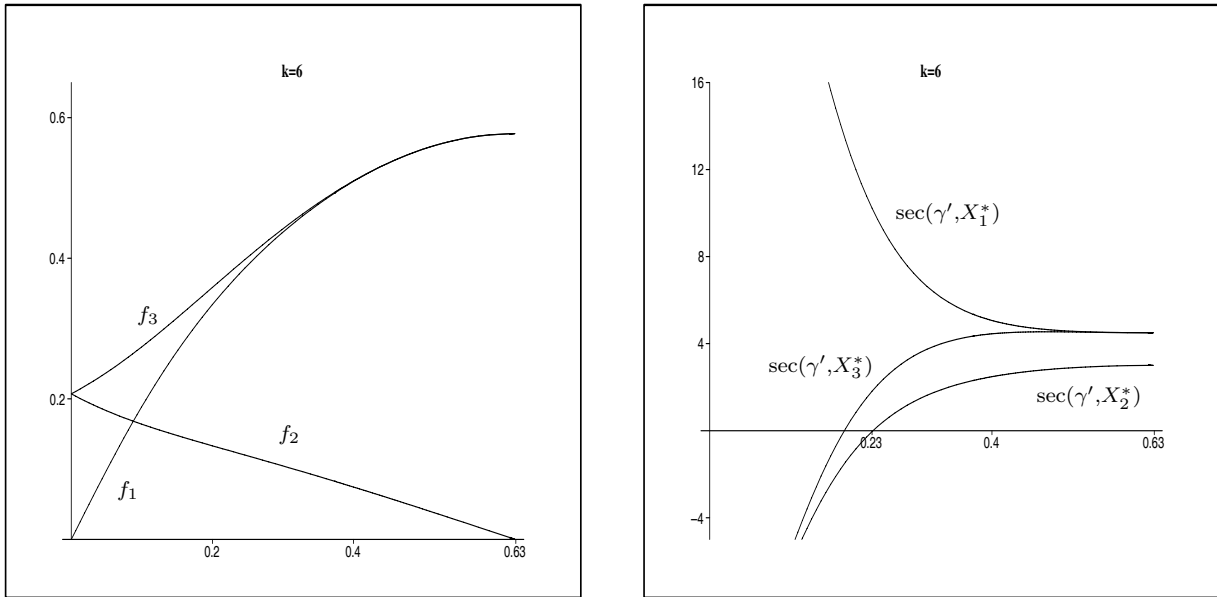 k=6
0.6
0.4
f₃
0.2
f₂
f₁
0.2
0.4
0.63
k=6
16
12
sec(γ′,X₁*)
8
4
sec(γ′,X₃*)
sec(γ′,X₂*)
0.23
0.4
0.63
−4